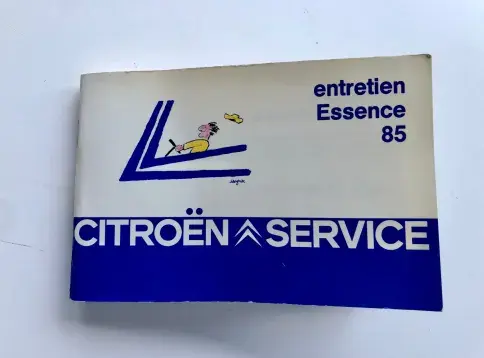 entretien
Essence
85
CITROËN SERVICE